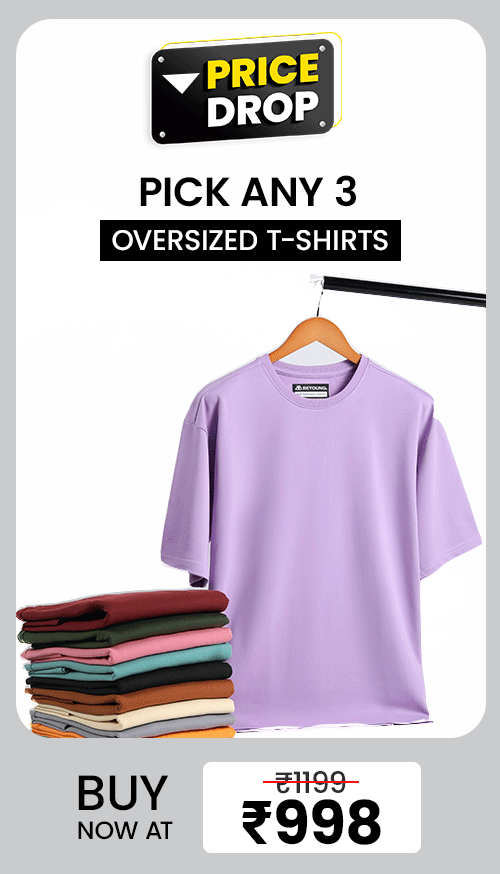 PRICE
DROP
PICK ANY 3
OVERSIZED T-SHIRTS
BEYOUNG
BUY
NOW AT
₹1199
₹998